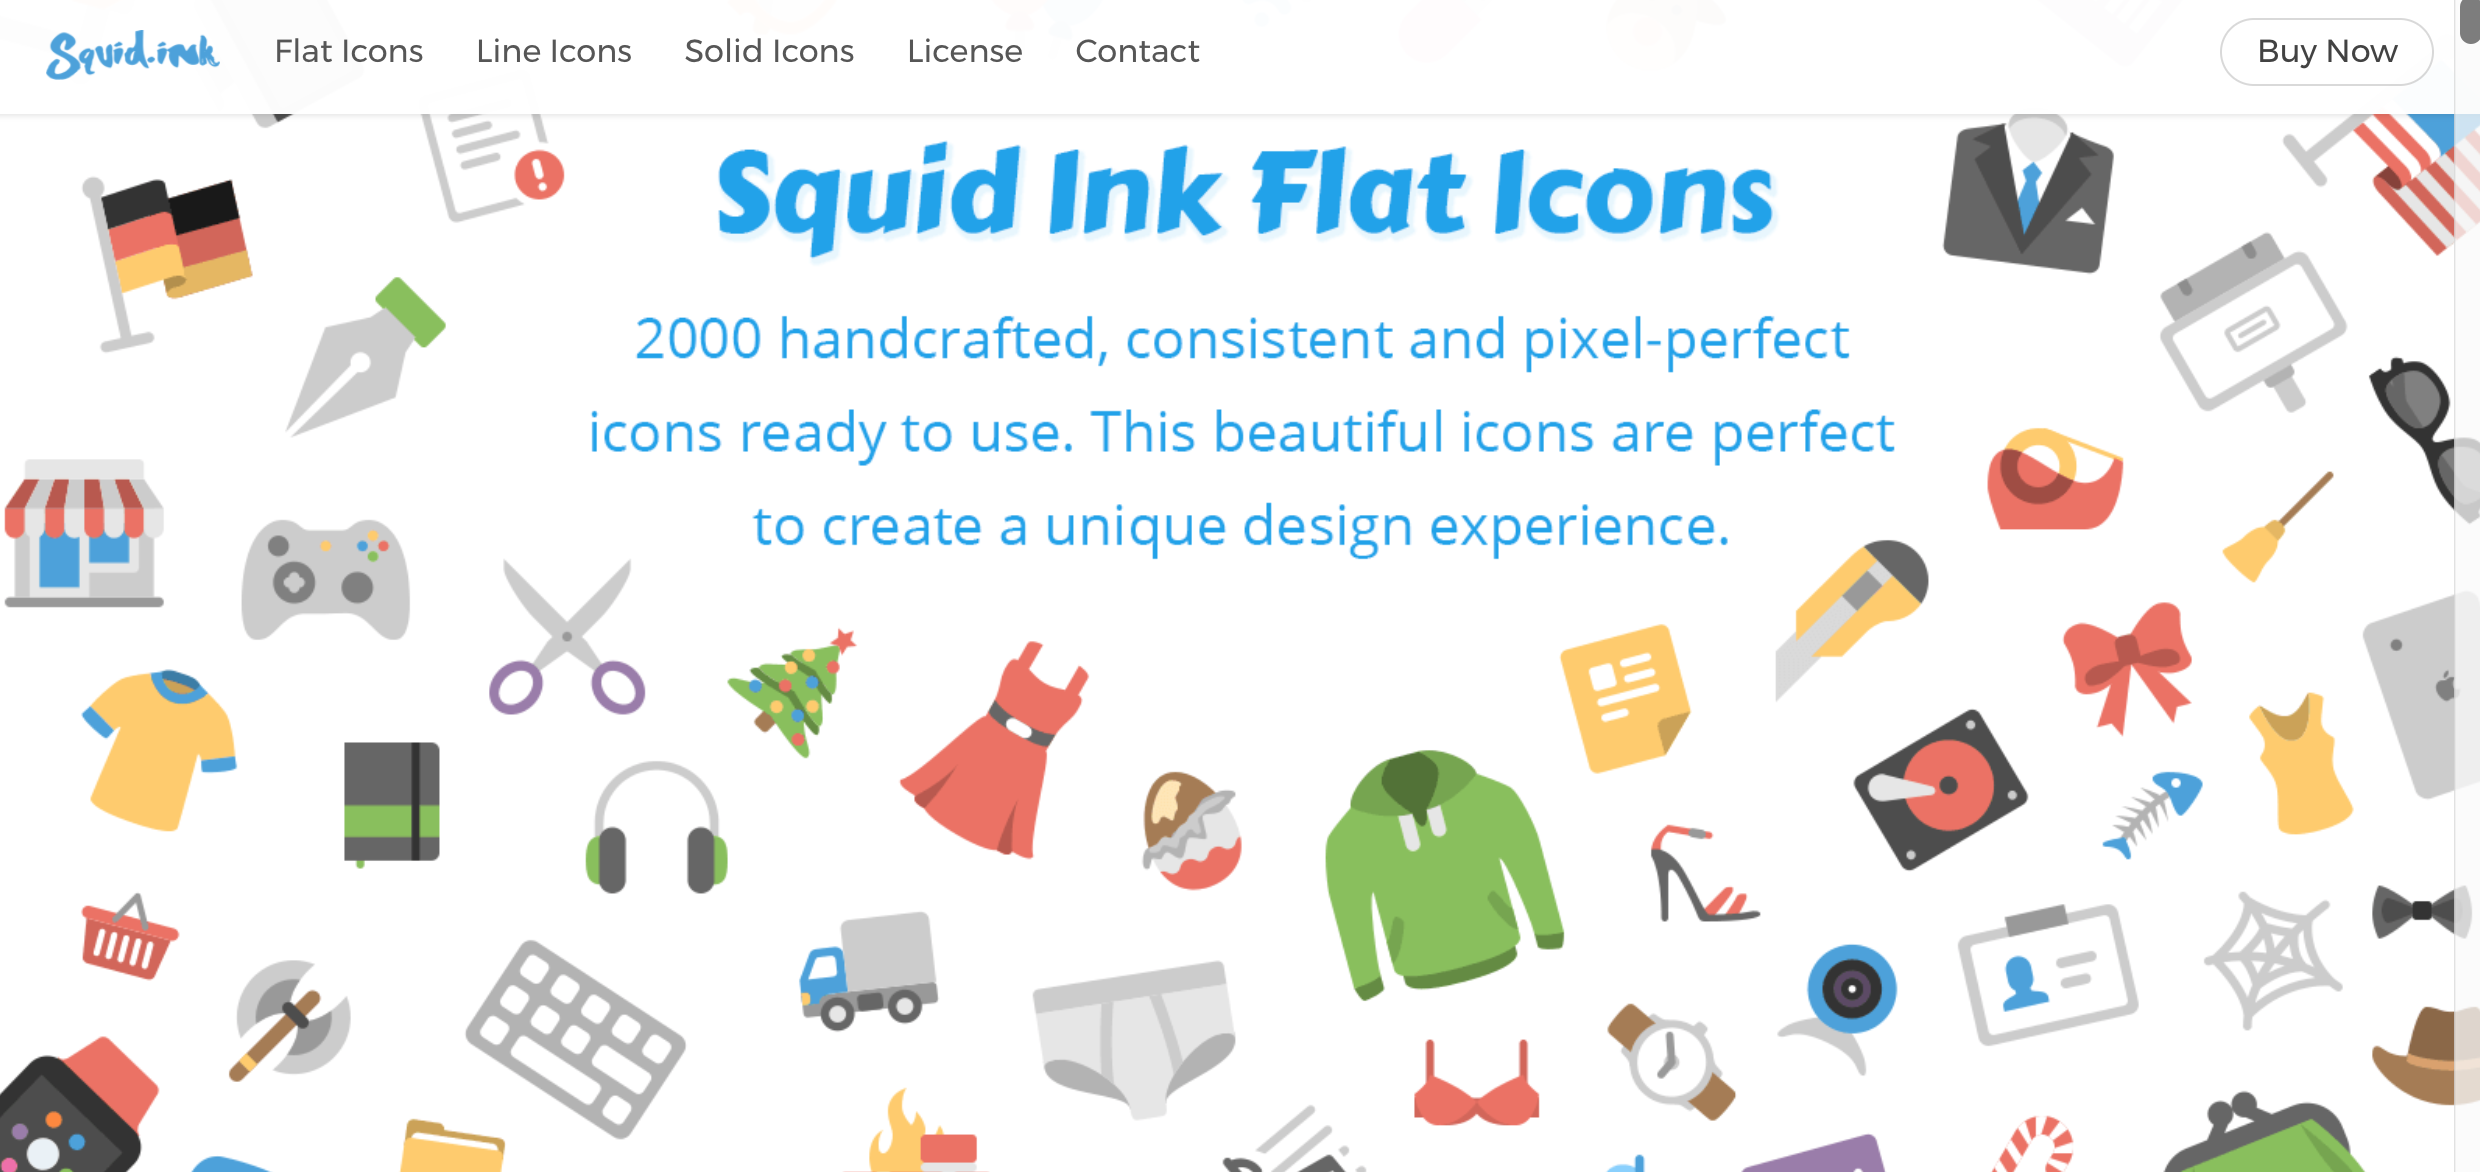 Squid.ink Flat Icons Line Icons Solid Icons License Contact Buy Now
Squid Ink Flat Icons
2000 handcrafted, consistent and pixel-perfect
icons ready to use. This beautiful icons are perfect
to create a unique design experience.